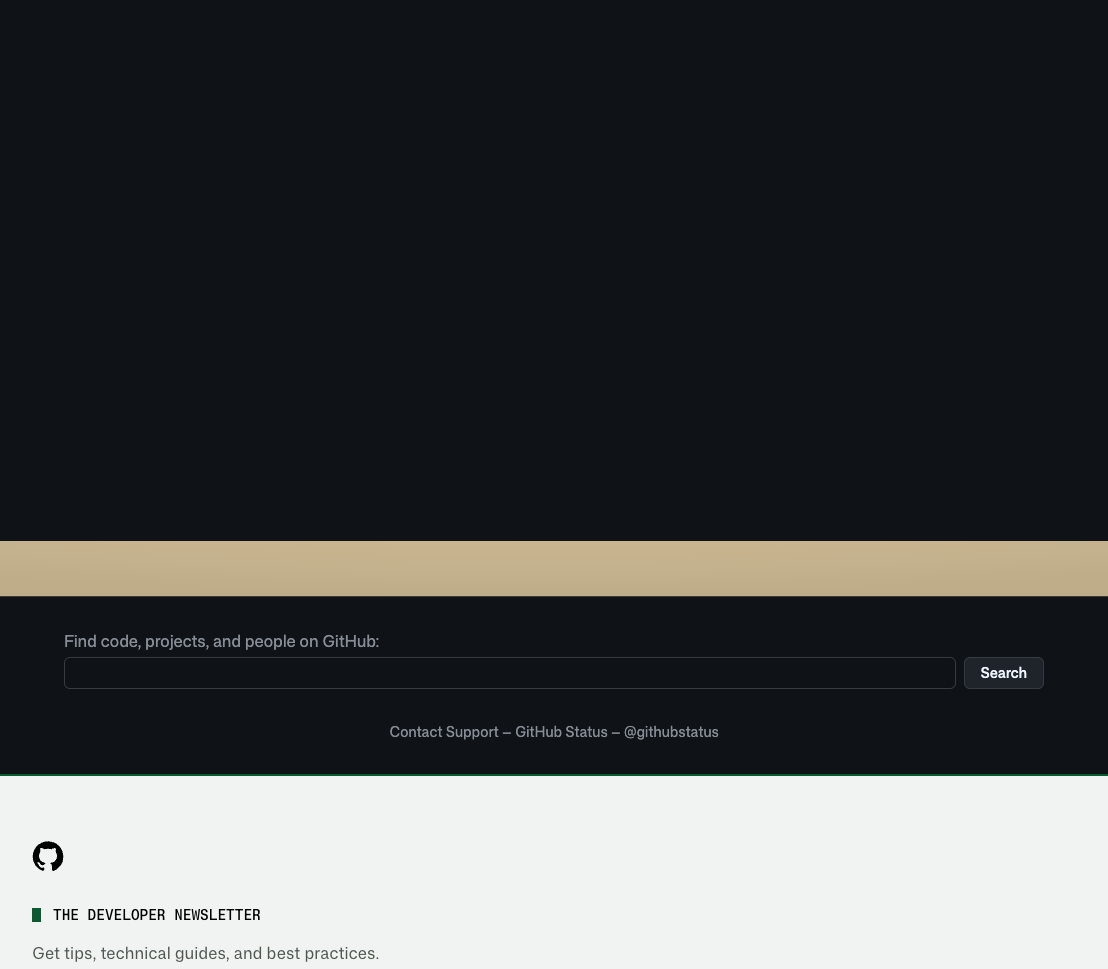 Find code, projects, and people on GitHub:
Search
Contact Support — GitHub Status — @githubstatus
THE DEVELOPER NEWSLETTER
Get tips, technical guides, and best practices.